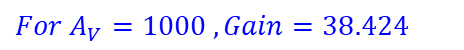 For A_V = 1000 , Gain = 38.424